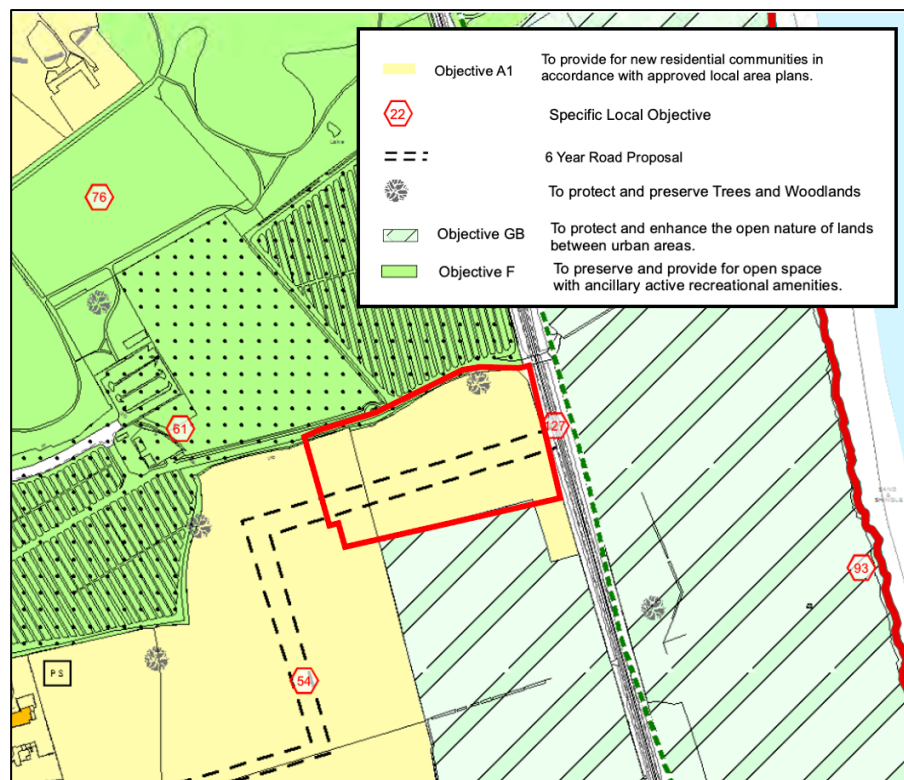 Objective A1
To provide for new residential communities in
accordance with approved local area plans.
22
Specific Local Objective
6 Year Road Proposal
To protect and preserve Trees and Woodlands
Objective GB
To protect and enhance the open nature of lands
between urban areas.
Objective F
To preserve and provide for open space
with ancillary active recreational amenities.
Lake
76
61
127
SAND
&
SHINGLE
93
54
PS